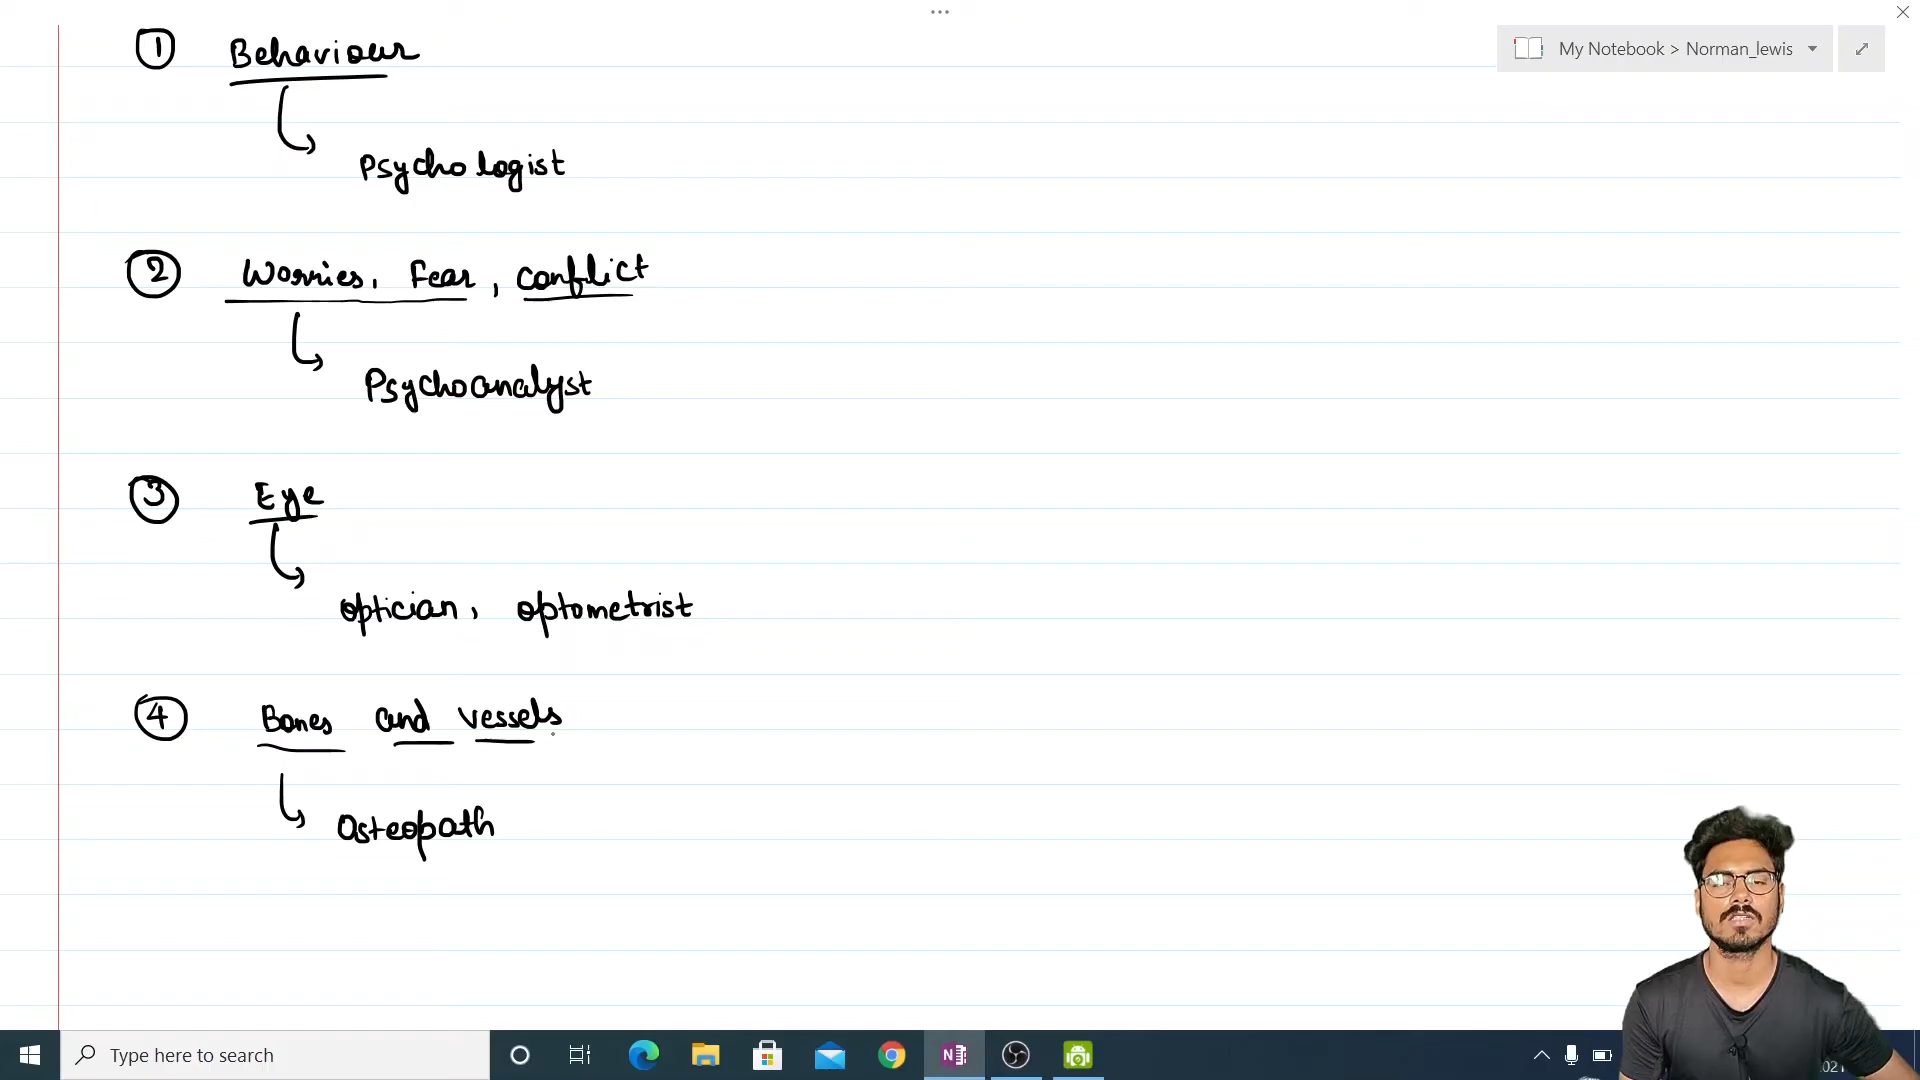 ...
My Notebook > Norman_lewis
1 Behaviour
Psychologist
2 Worries, Fear, conflict
Psychoanalyst
3 Eye
optician, optometrist
4 Bones and vessels
Osteopath
Type here to search
N
2021